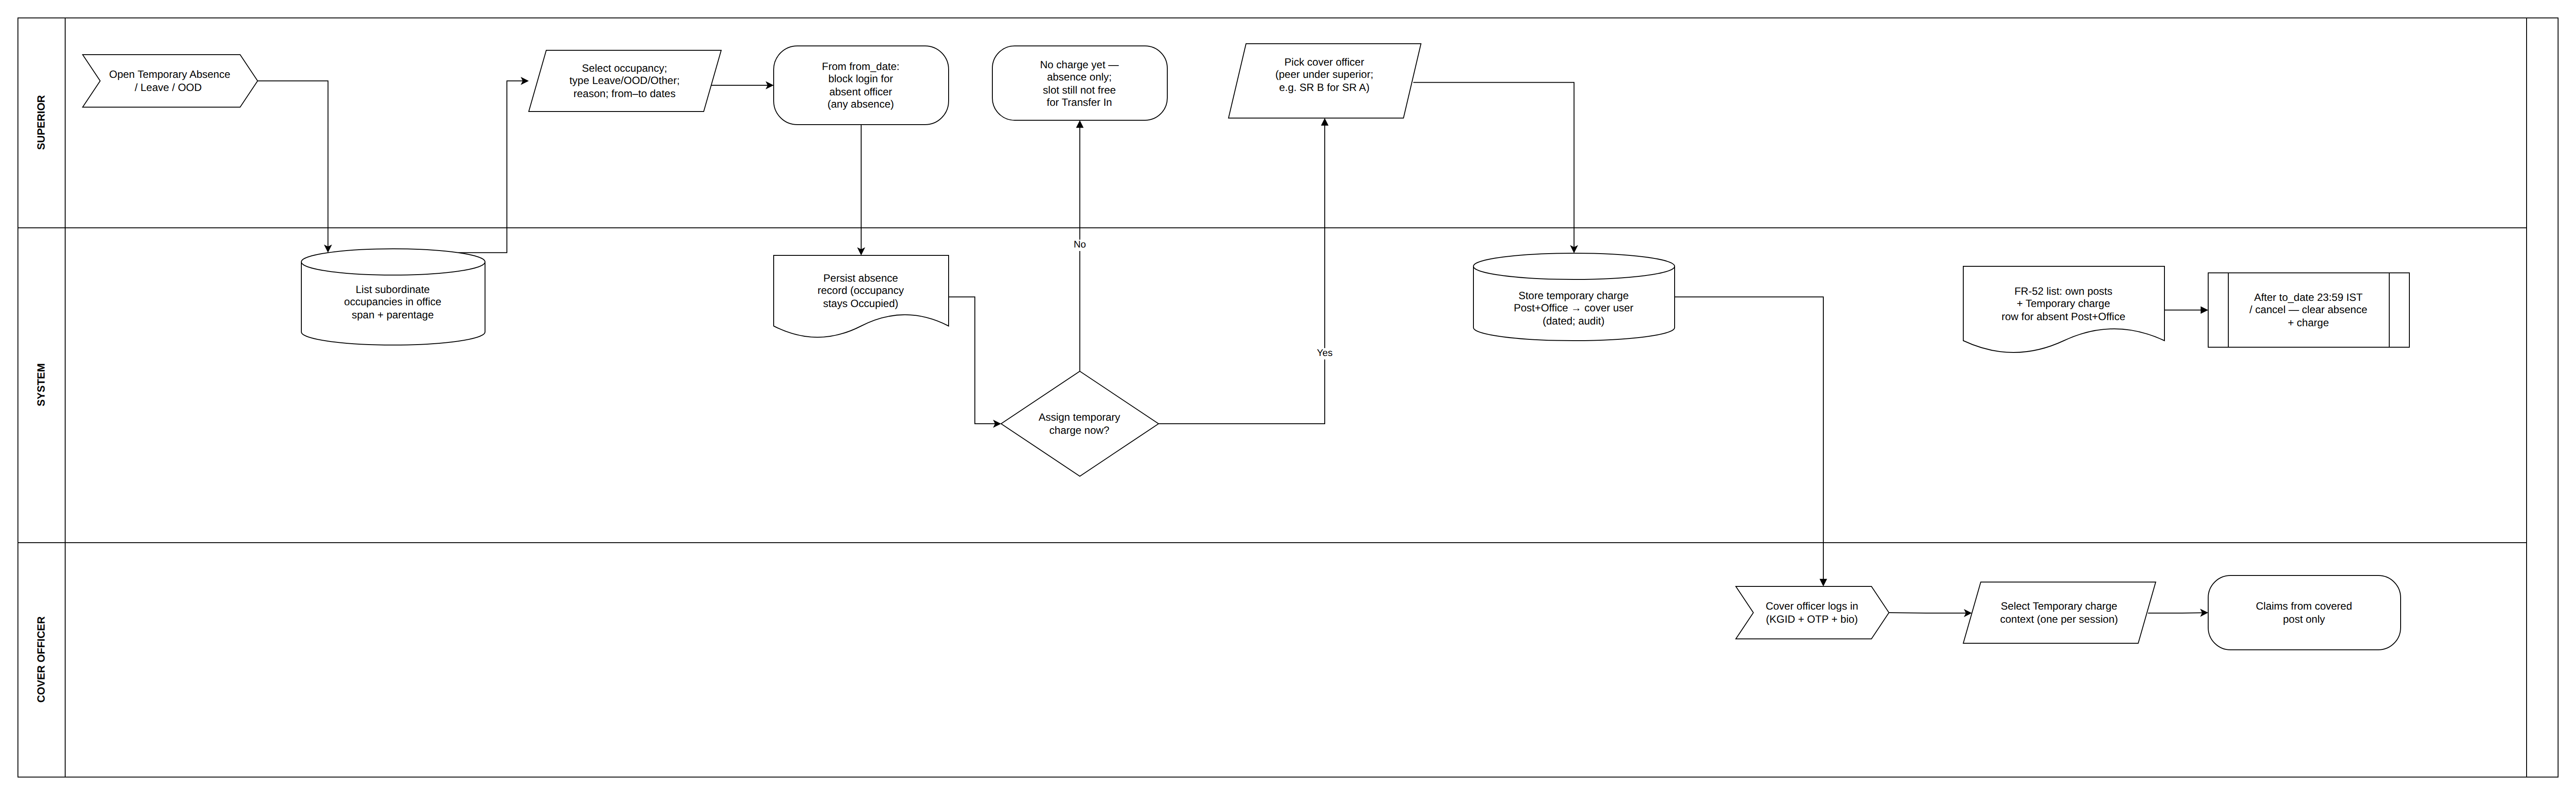 SUPERIOR
Open Temporary Absence
/ Leave / OOD
Select occupancy;
type Leave/OOD/Other;
reason; from–to dates
From from_date:
block login for
absent officer
(any absence)
No charge yet —
absence only;
slot still not free
for Transfer In
Pick cover officer
(peer under superior;
e.g. SR B for SR A)
SYSTEM
List subordinate
occupancies in office
span + parentage
Persist absence
record (occupancy
stays Occupied)
No
Assign temporary
charge now?
Yes
Store temporary charge
Post+Office → cover user
(dated; audit)
FR-52 list: own posts
+ Temporary charge
row for absent Post+Office
After to_date 23:59 IST
/ cancel — clear absence
+ charge
COVER OFFICER
Cover officer logs in
(KGID + OTP + bio)
Select Temporary charge
context (one per session)
Claims from covered
post only